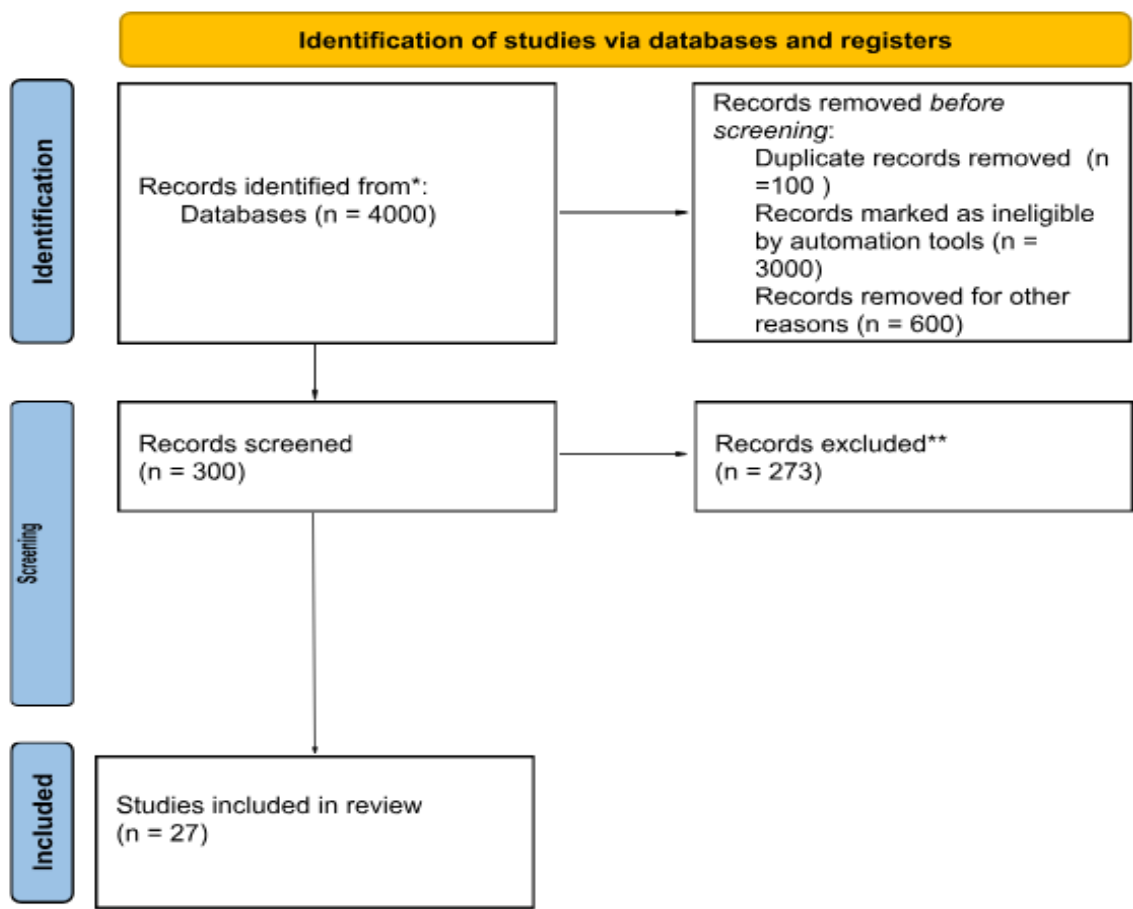 Identification of studies via databases and registers
Identification
Records identified from*:
Databases (n = 4000)
Records removed before
screening:
Duplicate records removed  (n
=100 )
Records marked as ineligible
by automation tools (n =
3000)
Records removed for other
reasons (n = 600)
Screening
Records screened
(n = 300)
Records excluded**
(n = 273)
Included
Studies included in review
(n = 27)